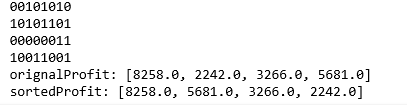 00101010
10101101
00000011
10011001
orignalProfit: [8258.0, 2242.0, 3266.0, 5681.0]
sortedProfit: [8258.0, 5681.0, 3266.0, 2242.0]